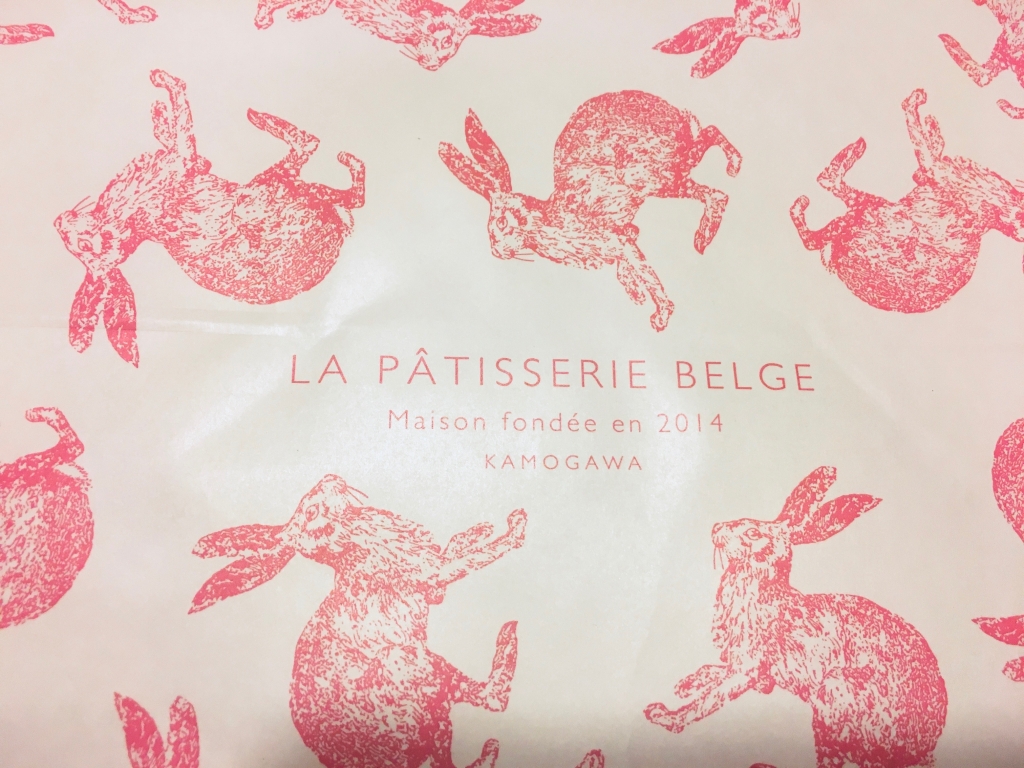 LA PÂTISSERIE BELGE
Maison fondée en 2014
KAMOGAWA